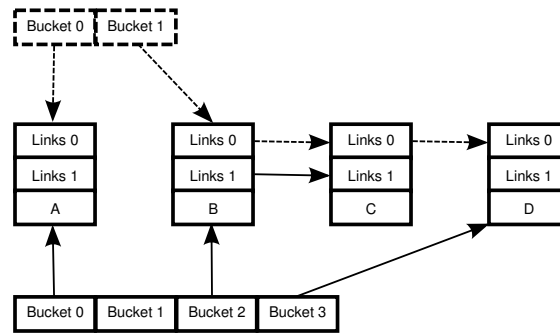 Bucket 0 Bucket 1
Links 0 Links 0 Links 0 Links 0
Links 1 Links 1 Links 1 Links 1
A B C D
Bucket 0 Bucket 1 Bucket 2 Bucket 3